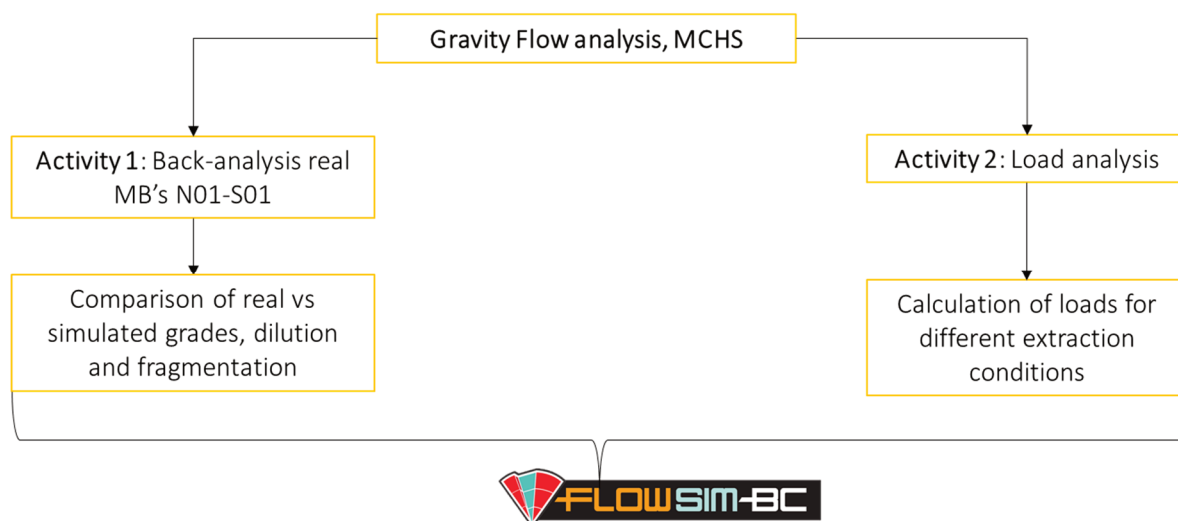 Gravity Flow analysis, MCHS
Activity 1: Back-analysis real
MB's N01-S01
Activity 2: Load analysis
Comparison of real vs
simulated grades, dilution
and fragmentation
Calculation of loads for
different extraction
conditions
FLOWSIM-BC